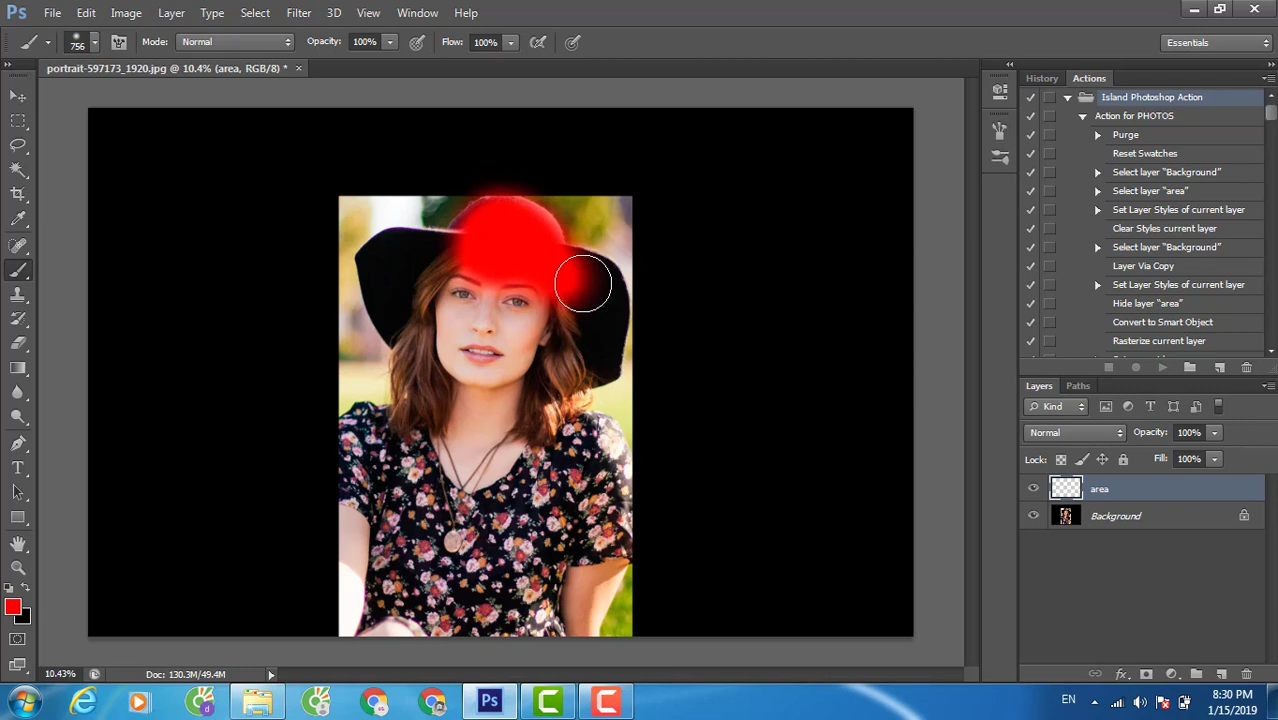 Ps File Edit Image Layer Type Select Filter 3D View Window Help
756 Mode: Normal Opacity: 100% Flow: 100% Essentials
portrait-597173_1920.jpg @ 10.4% (area, RGB/8) *
History Actions
Island Photoshop Action
Action for PHOTOS
Purge
Reset Swatches
Select layer “Background”
Select layer “area”
Set Layer Styles of current layer
Clear Styles current layer
Select layer “Background”
Layer Via Copy
Set Layer Styles of current layer
Hide layer “area”
Convert to Smart Object
Rasterize current layer
Layers Paths
Kind
Normal Opacity: 100%
Lock: Fill: 100%
area
Background
10.43% Doc: 130.3M/49.4M
Ps EN 8:30 PM
1/15/2019